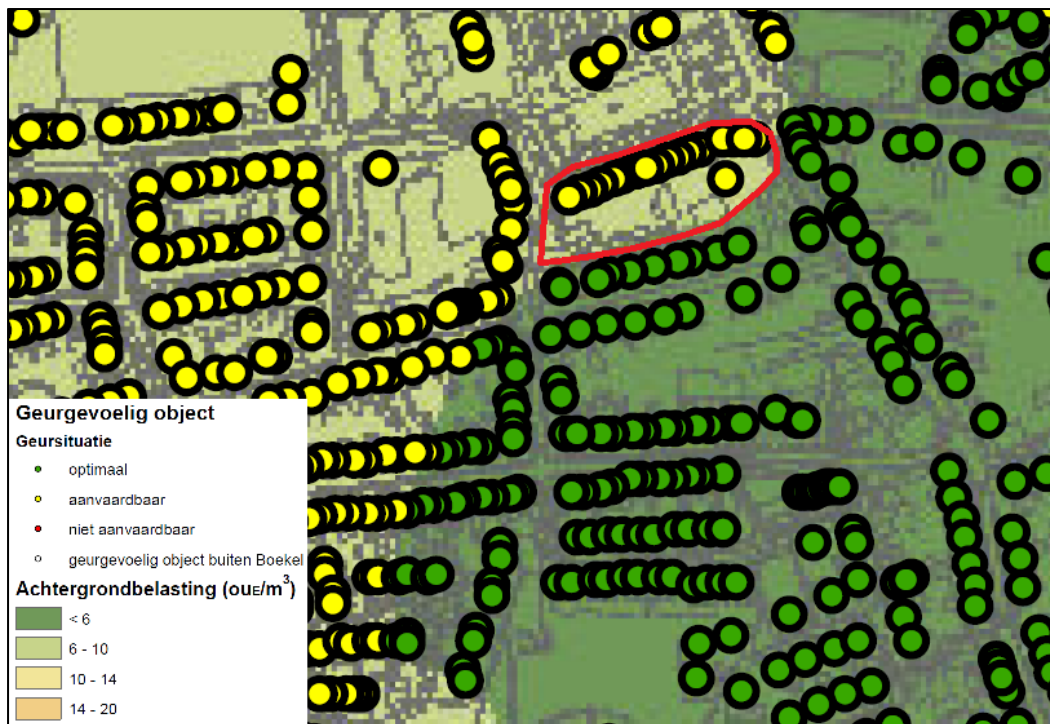 Geurgevoelig object
Geursituatie
optimaal
aanvaardbaar
niet aanvaardbaar
geurgevoelig object buiten Boekel
Achtergrondbelasting (ouE/m³)
< 6
6 - 10
10 - 14
14 - 20